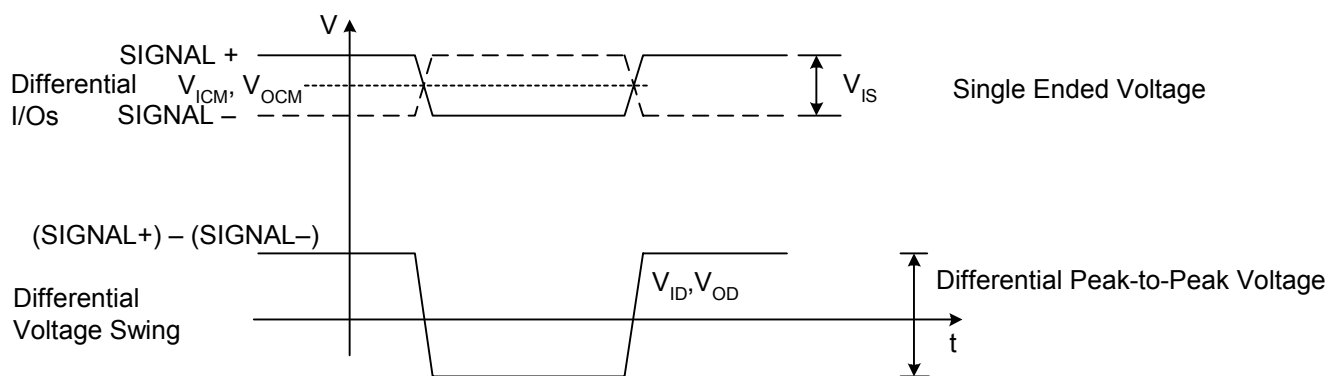 V
SIGNAL +
Differential V_ICM, V_OCM
I/Os SIGNAL –
V_IS
Single Ended Voltage
(SIGNAL+) – (SIGNAL–)
Differential
Voltage Swing
V_ID,V_OD
Differential Peak-to-Peak Voltage
t